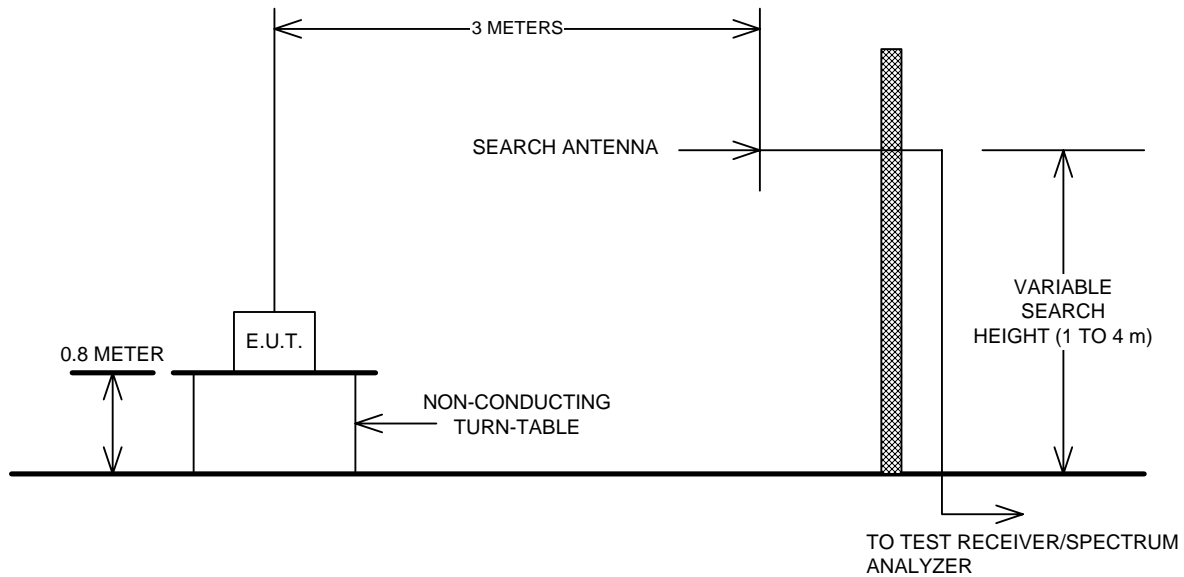 3 METERS
SEARCH ANTENNA
VARIABLE
SEARCH
HEIGHT (1 TO 4 m)
E.U.T.
0.8 METER
NON-CONDUCTING
TURN-TABLE
TO TEST RECEIVER/SPECTRUM
ANALYZER